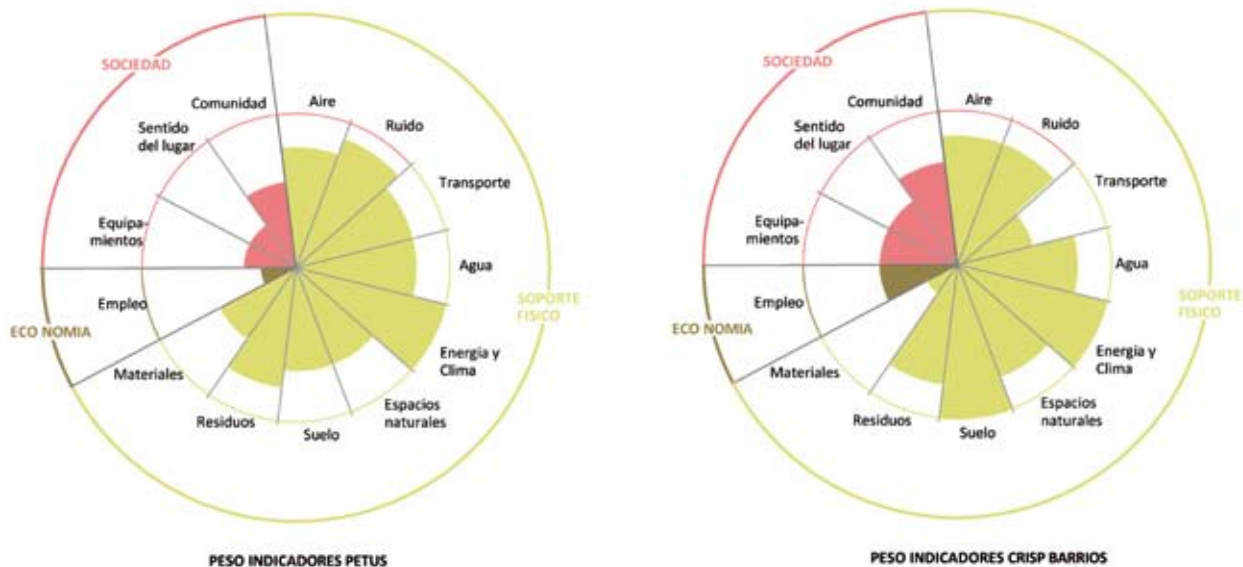 SOCIEDAD
Comunidad
Aire
Sentido
del lugar
Ruido
Transporte
Equipa-
mientos
Agua
Empleo
ECO NOMIA
SOPORTE
FISICO
Materiales
Energía y
Clima
Residuos
Suelo
Espacios
naturales
PESO INDICADORES PETUS
SOCIEDAD
Comunidad
Aire
Sentido
del lugar
Ruido
Transporte
Equipa-
mientos
Agua
Empleo
ECO NOMIA
SOPORTE
FISICO
Materiales
Energía y
Clima
Residuos
Suelo
Espacios
naturales
PESO INDICADORES CRISP BARRIOS